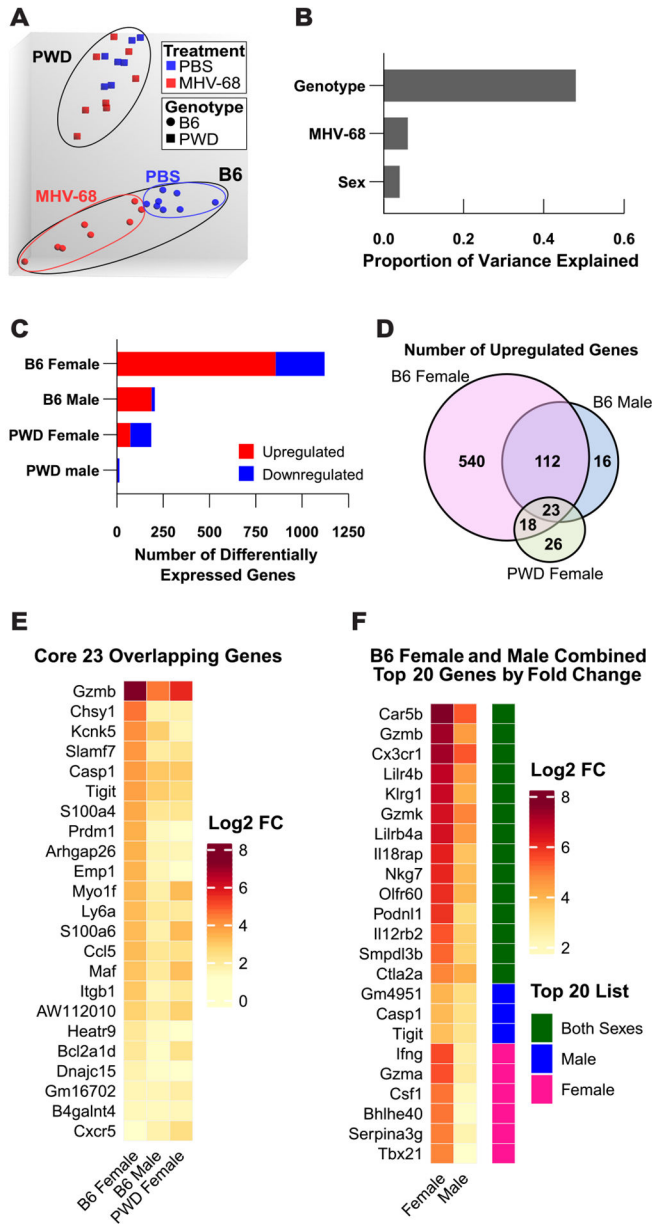 A
PWD
Treatment
PBS
MHV-68
Genotype
B6
PWD
PBS
B6
MHV-68
B
Genotype
MHV-68
Sex
0.0
0.2
0.4
0.6
Proportion of Variance Explained
C
B6 Female
B6 Male
PWD Female
PWD male
Upregulated
Downregulated
0
250
500
750
1000
1250
Number of Differentially
Expressed Genes
D
Number of Upregulated Genes
B6 Female
B6 Male
540
112
16
23
18
26
PWD Female
E
Core 23 Overlapping Genes
Gzmb
Chsy1
Kcnk5
Slamf7
Casp1
Tigit
S100a4
Prdm1
Arhgap26
Emp1
Myo1f
Ly6a
S100a6
Ccl5
Maf
Itgb1
AW112010
Heatr9
Bcl2a1d
Dnajc15
Gm16702
B4galnt4
Cxcr5
B6 Female
B6 Male
PWD Female
Log2 FC
8
6
4
2
0
F
B6 Female and Male Combined
Top 20 Genes by Fold Change
Car5b
Gzmb
Cx3cr1
Lilr4b
Klrg1
Gzmk
Lilrb4a
Il18rap
Nkg7
Olfr60
Podnl1
Il12rb2
Smpdl3b
Ctla2a
Gm4951
Casp1
Tigit
Ifng
Gzma
Csf1
Bhlhe40
Serpina3g
Tbx21
Female
Male
Log2 FC
8
6
4
2
Top 20 List
Both Sexes
Male
Female